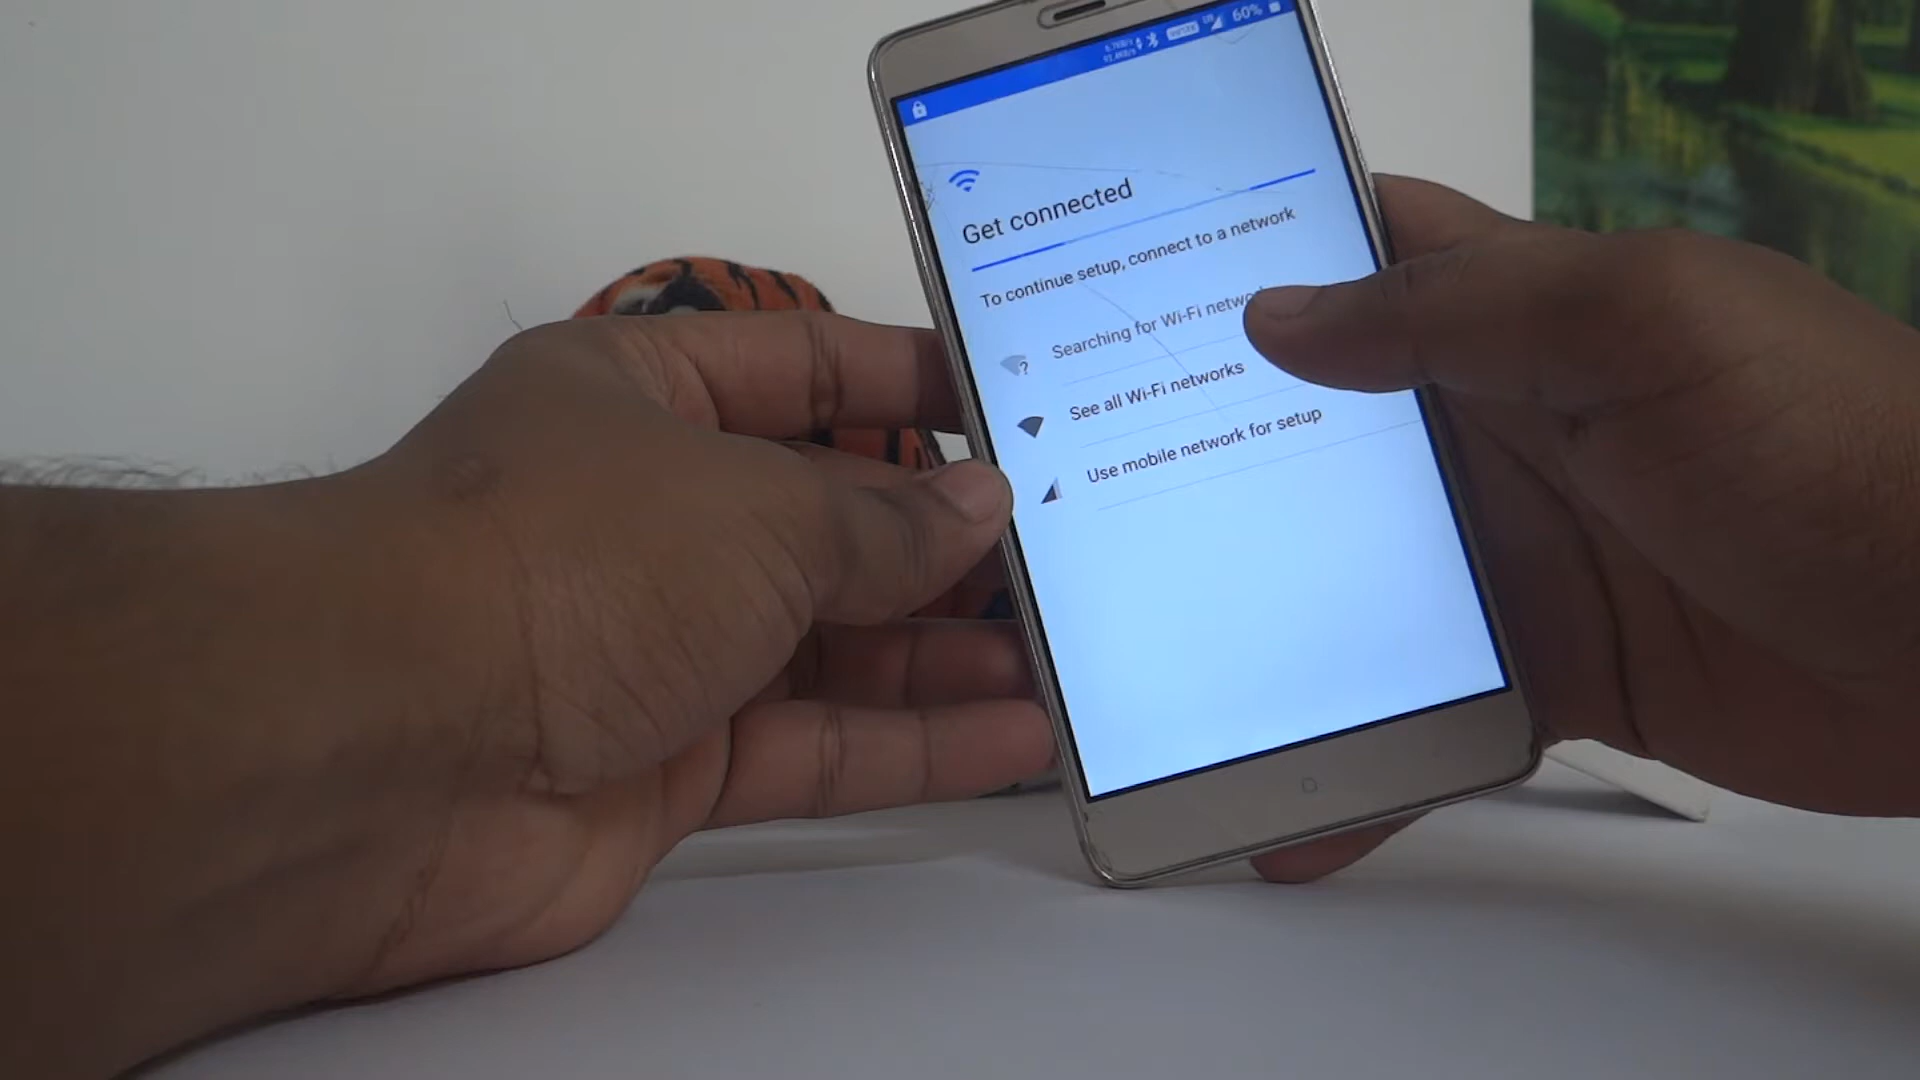 60%
Get connected
To continue setup, connect to a network
Searching for Wi-Fi
See all Wi-Fi networks
Use mobile network for setup